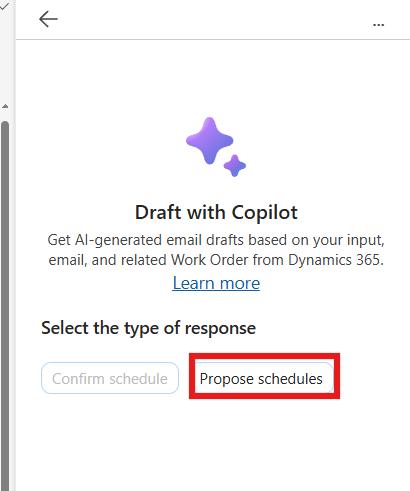 ...
Draft with Copilot
Get AI-generated email drafts based on your input,
email, and related Work Order from Dynamics 365.
Learn more
Select the type of response
Confirm schedule
Propose schedules